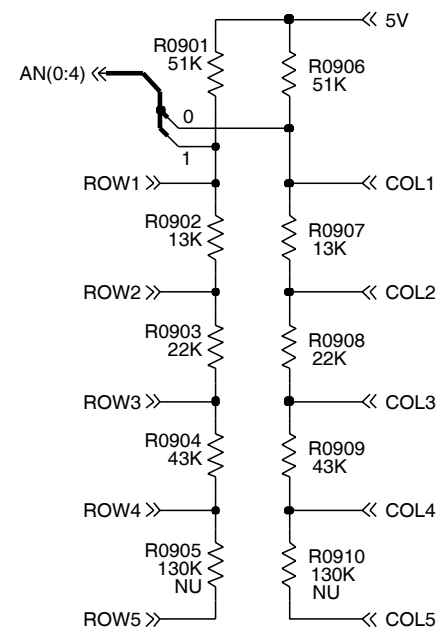 5V
R0901
51K
R0906
51K
AN(0:4)
0
1
ROW1
COL1
R0902
13K
R0907
13K
ROW2
COL2
R0903
22K
R0908
22K
ROW3
COL3
R0904
43K
R0909
43K
ROW4
COL4
R0905
130K
NU
R0910
130K
NU
ROW5
COL5